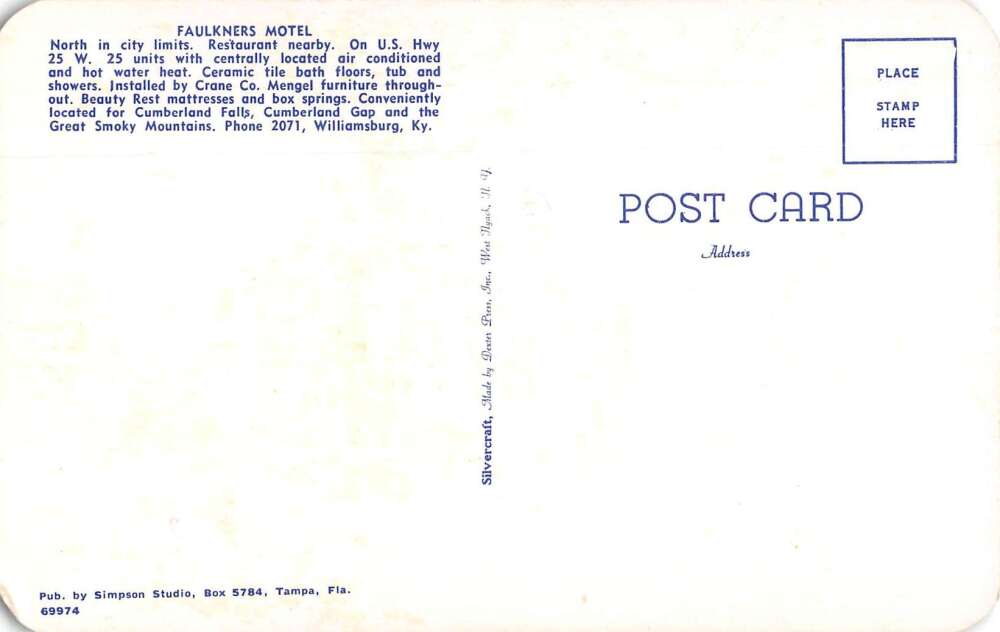 FAULKNERS MOTEL
North in city limits. Restaurant nearby. On U.S. Hwy
25 W. 25 units with centrally located air conditioned
and hot water heat. Ceramic tile bath floors, tub and
showers. Installed by Crane Co. Mengel furniture through-
out. Beauty Rest mattresses and box springs. Conveniently
located for Cumberland Falls, Cumberland Gap and the
Great Smoky Mountains. Phone 2071, Williamsburg, Ky.
PLACE
STAMP
HERE
POST CARD
Address
Silvercraft, Made by Dexter Press, Inc., West Nyack, N. Y.
Pub. by Simpson Studio, Box 5784, Tampa, Fla.
69974